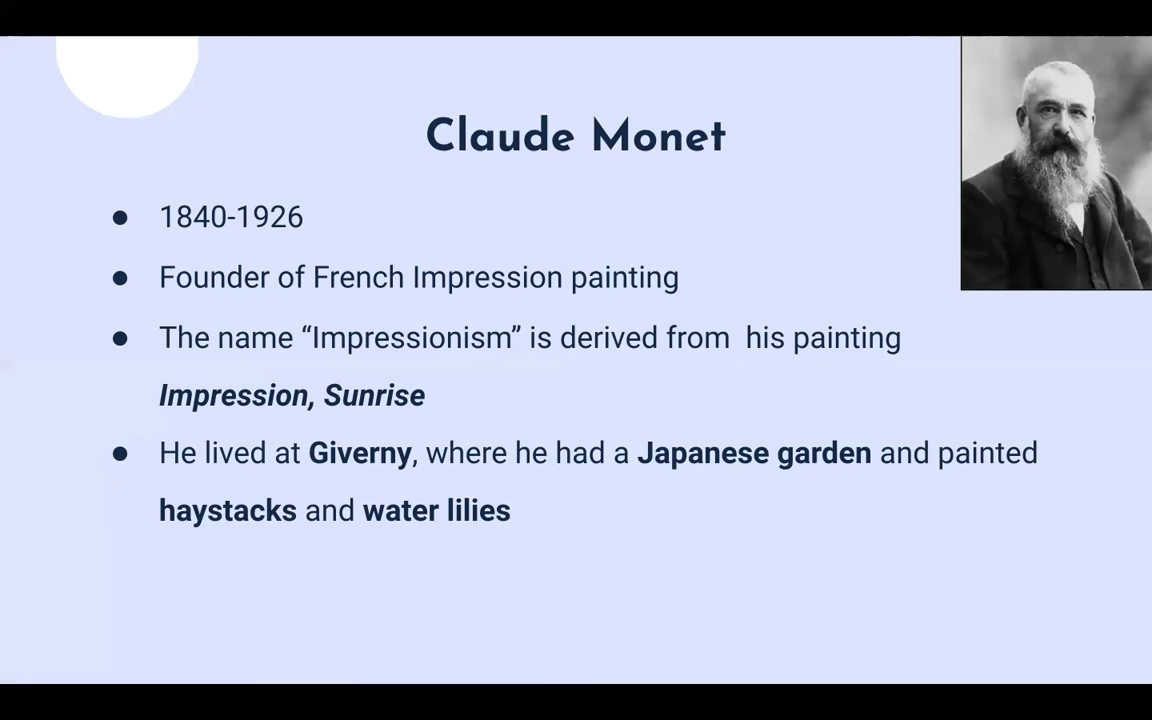 Claude Monet
● 1840-1926
● Founder of French Impression painting
● The name “Impressionism” is derived from  his painting
Impression, Sunrise
● He lived at Giverny, where he had a Japanese garden and painted
haystacks and water lilies